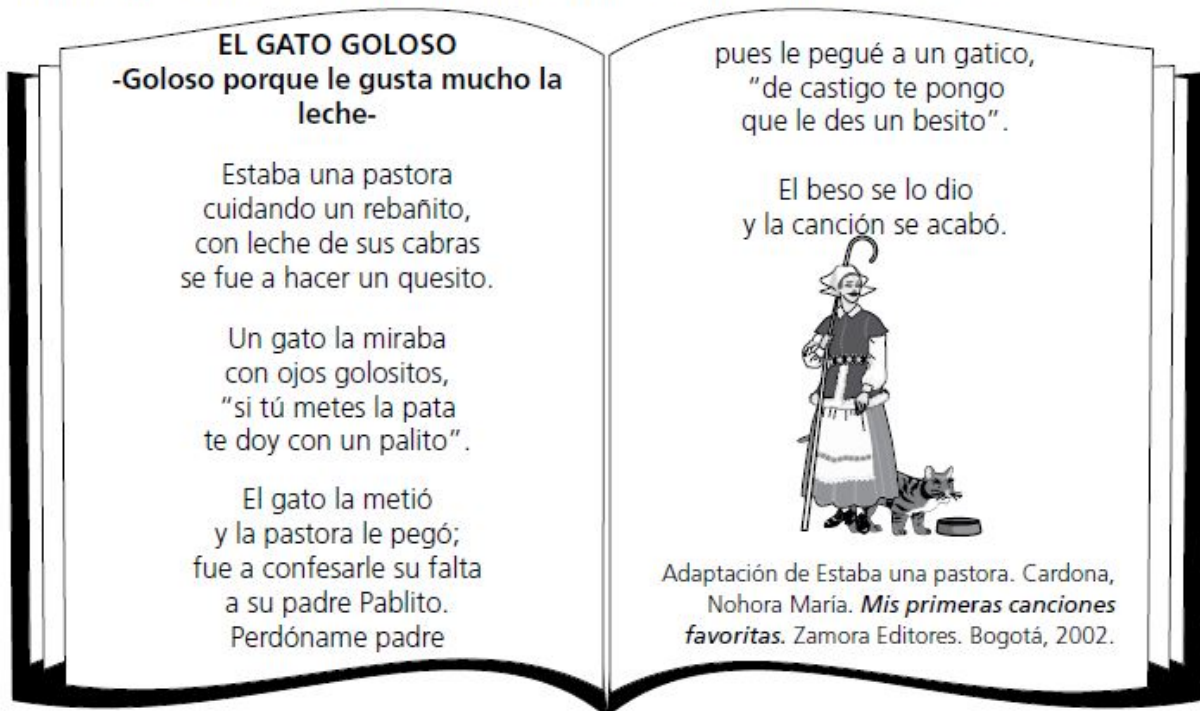 EL GATO GOLOSO
-Goloso porque le gusta mucho la
leche-
Estaba una pastora
cuidando un rebañito,
con leche de sus cabras
se fue a hacer un quesito.
Un gato la miraba
con ojos golositos,
“si tú metes la pata
te doy con un palito”.
El gato la metió
y la pastora le pegó;
fue a confesarle su falta
a su padre Pablito.
Perdóname padre
pues le pegué a un gatico,
“de castigo te pongo
que le des un besito”.
El beso se lo dio
y la canción se acabó.
Adaptación de Estaba una pastora. Cardona,
Nohora María. Mis primeras canciones
favoritas. Zamora Editores. Bogotá, 2002.